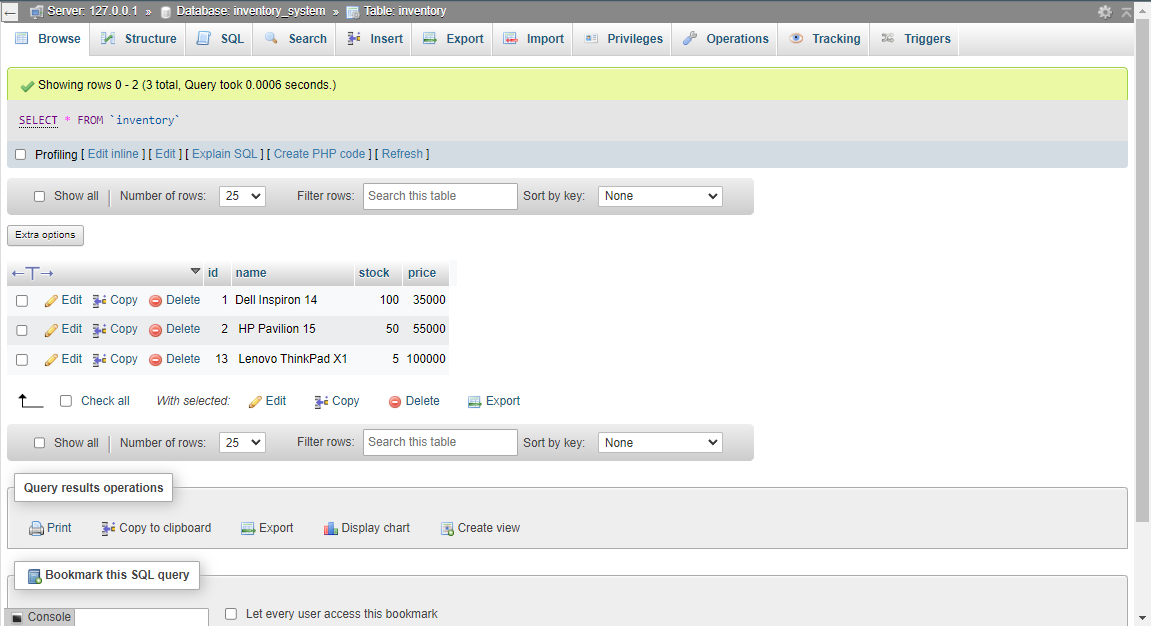 Server: 127.0.0.1 » Database: inventory_system » Table: inventory
Browse Structure SQL Search Insert Export Import Privileges Operations Tracking Triggers
Showing rows 0 - 2 (3 total, Query took 0.0006 seconds.)
SELECT * FROM `inventory`
Profiling [ Edit inline ] [ Edit ] [ Explain SQL ] [ Create PHP code ] [ Refresh ]
Show all | Number of rows: 25 Filter rows: Search this table Sort by key: None
Extra options
←T→ id name stock price
Edit Copy Delete 1 Dell Inspiron 14 100 35000
Edit Copy Delete 2 HP Pavilion 15 50 55000
Edit Copy Delete 13 Lenovo ThinkPad X1 5 100000
Check all With selected: Edit Copy Delete Export
Show all | Number of rows: 25 Filter rows: Search this table Sort by key: None
Query results operations
Print Copy to clipboard Export Display chart Create view
Bookmark this SQL query
Console Let every user access this bookmark